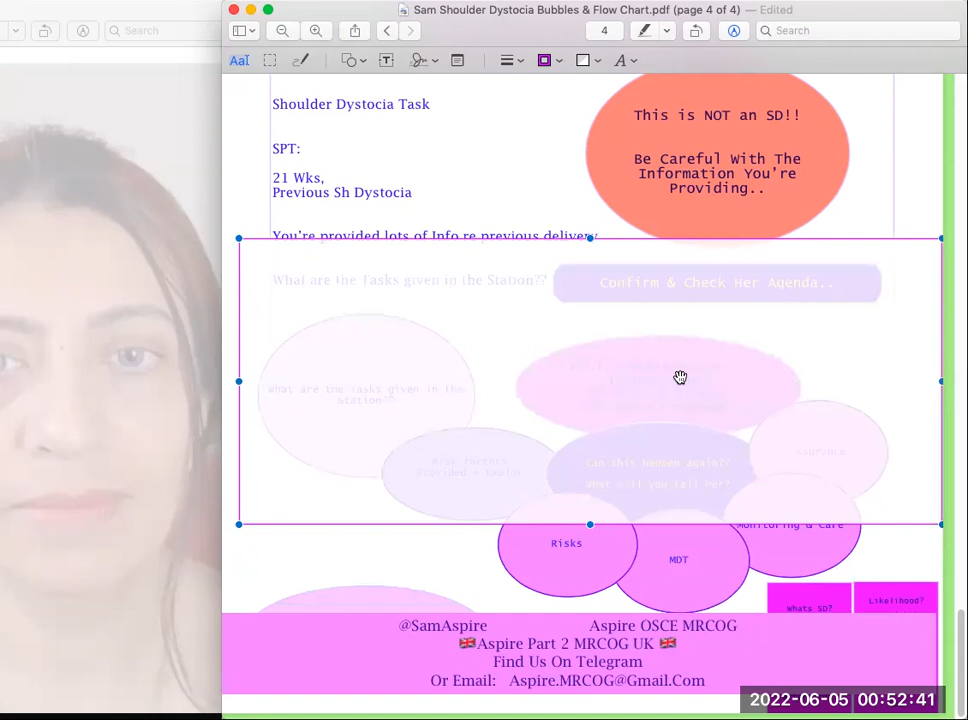 Sam Shoulder Dystocia Bubbles & Flow Chart.pdf (page 4 of 4) — Edited
Search
4
Search
AaI
T
A
Shoulder Dystocia Task
This is NOT an SD!!
SPT:
Be Careful With The
Information You're
Providing..
21 Wks,
Previous Sh Dystocia
You're provided lots of Info re previous delivery
What are the Tasks given in the Station??
Confirm & Check Her Agenda..
What are the Tasks given in the
Station??
Risk Factors
Provided + Explor
Can this happen again??
What will you tell her?
Monitoring & Care
Risks
MDT
Whats SD?
Likelihood?
@SamAspire
Aspire OSCE MRCOG
🇬🇧Aspire Part 2 MRCOG UK 🇬🇧
Find Us On Telegram
Or Email: Aspire.MRCOG@Gmail.Com
2022-06-05 00:52:41